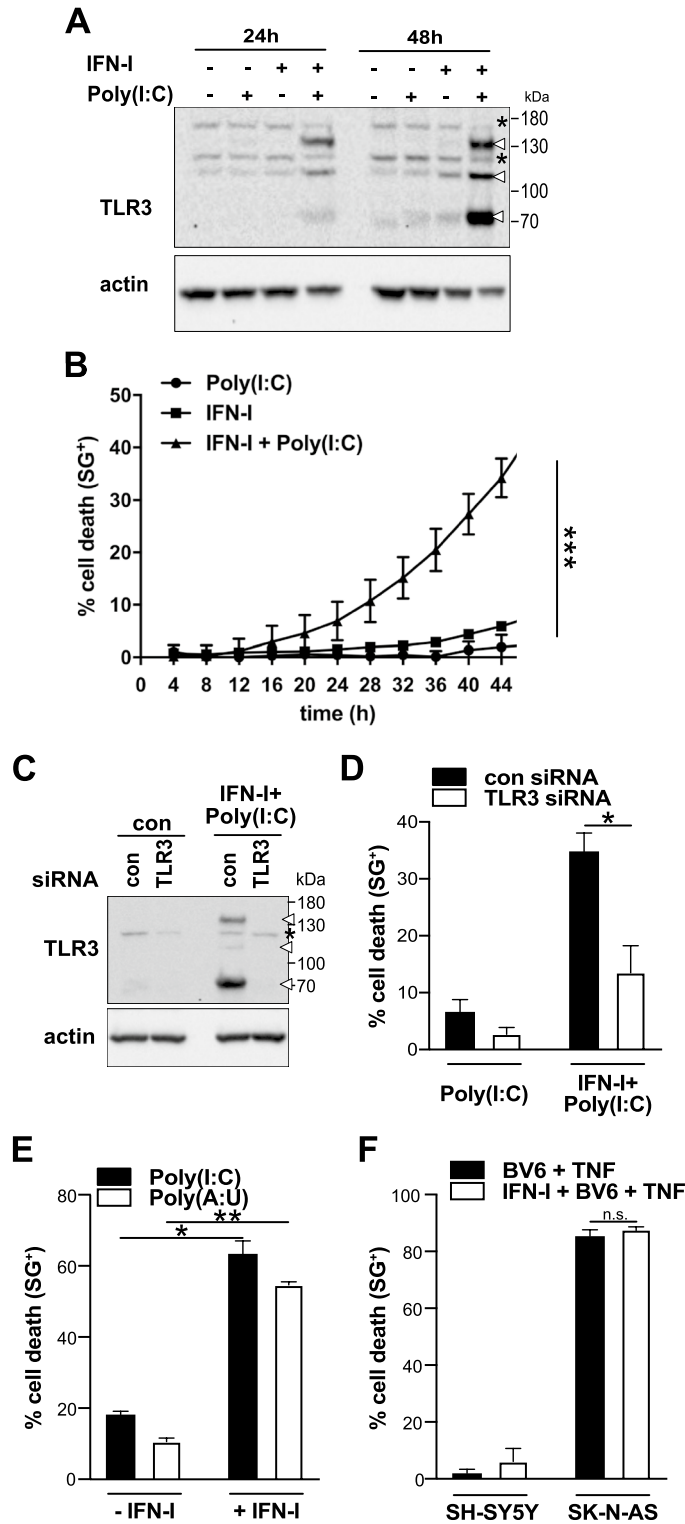 A
24h 48h
IFN-I - - + + - - + +
Poly(I:C) - + - + - + - + kDa
* 180
130
*
100
TLR3 70
actin
B
Poly(I:C)
IFN-I
IFN-I + Poly(I:C)
% cell death (SG⁺)
50
40
30
20
10
0
0 4 8 12 16 20 24 28 32 36 40 44
time (h)
***
C
con IFN-I+
Poly(I:C)
siRNA con TLR3 con TLR3 kDa
180
130
*
TLR3 100
70
actin
D
con siRNA
TLR3 siRNA
% cell death (SG⁺)
40
30
20
10
0
*
Poly(I:C) IFN-I+
Poly(I:C)
E
Poly(I:C)
Poly(A:U)
% cell death (SG⁺)
80
60
40
20
0
**
*
- IFN-I + IFN-I
F
BV6 + TNF
IFN-I + BV6 + TNF
% cell death (SG⁺)
100
80
60
40
20
0
n.s.
SH-SY5Y SK-N-AS